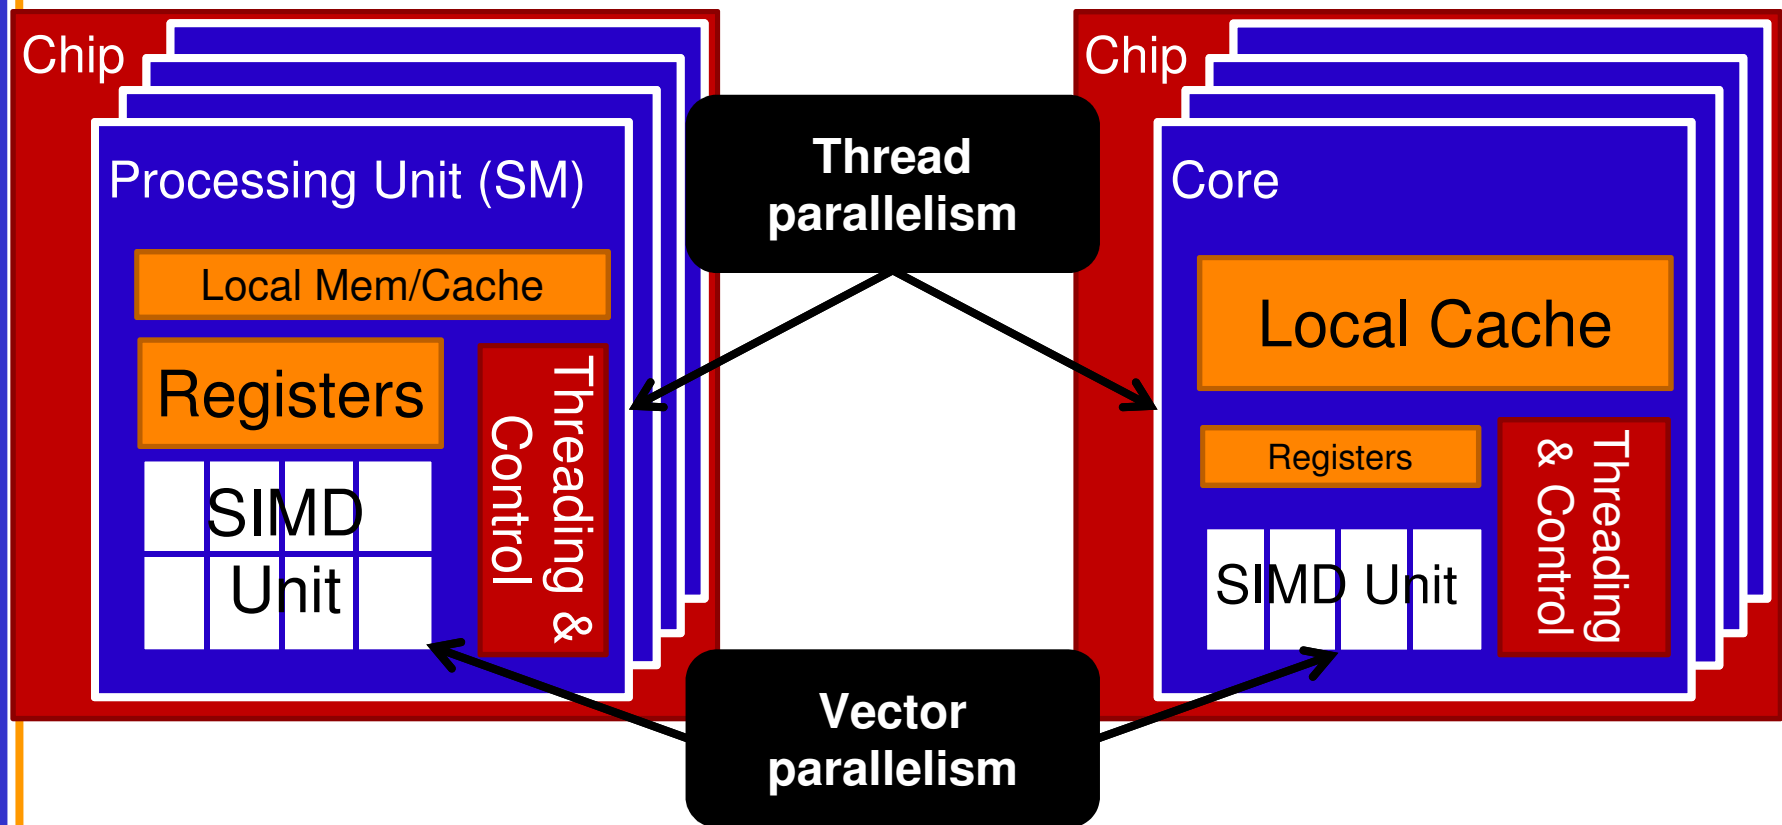 Chip
Processing Unit (SM)
Local Mem/Cache
Registers
Threading &
Control
SIMD
Unit
Thread
parallelism
Vector
parallelism
Chip
Core
Local Cache
Registers
Threading
& Control
SIMD Unit